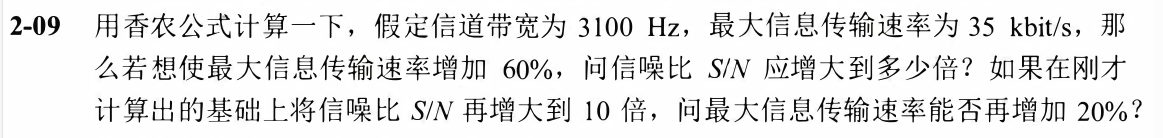 2-09 用香农公式计算一下，假定信道带宽为 3100 Hz，最大信息传输速率为 35 kbit/s，那
么若想使最大信息传输速率增加 60%，问信噪比 S/N 应增大到多少倍？如果在刚才
计算出的基础上将信噪比 S/N 再增大到 10 倍，问最大信息传输速率能否再增加 20%？